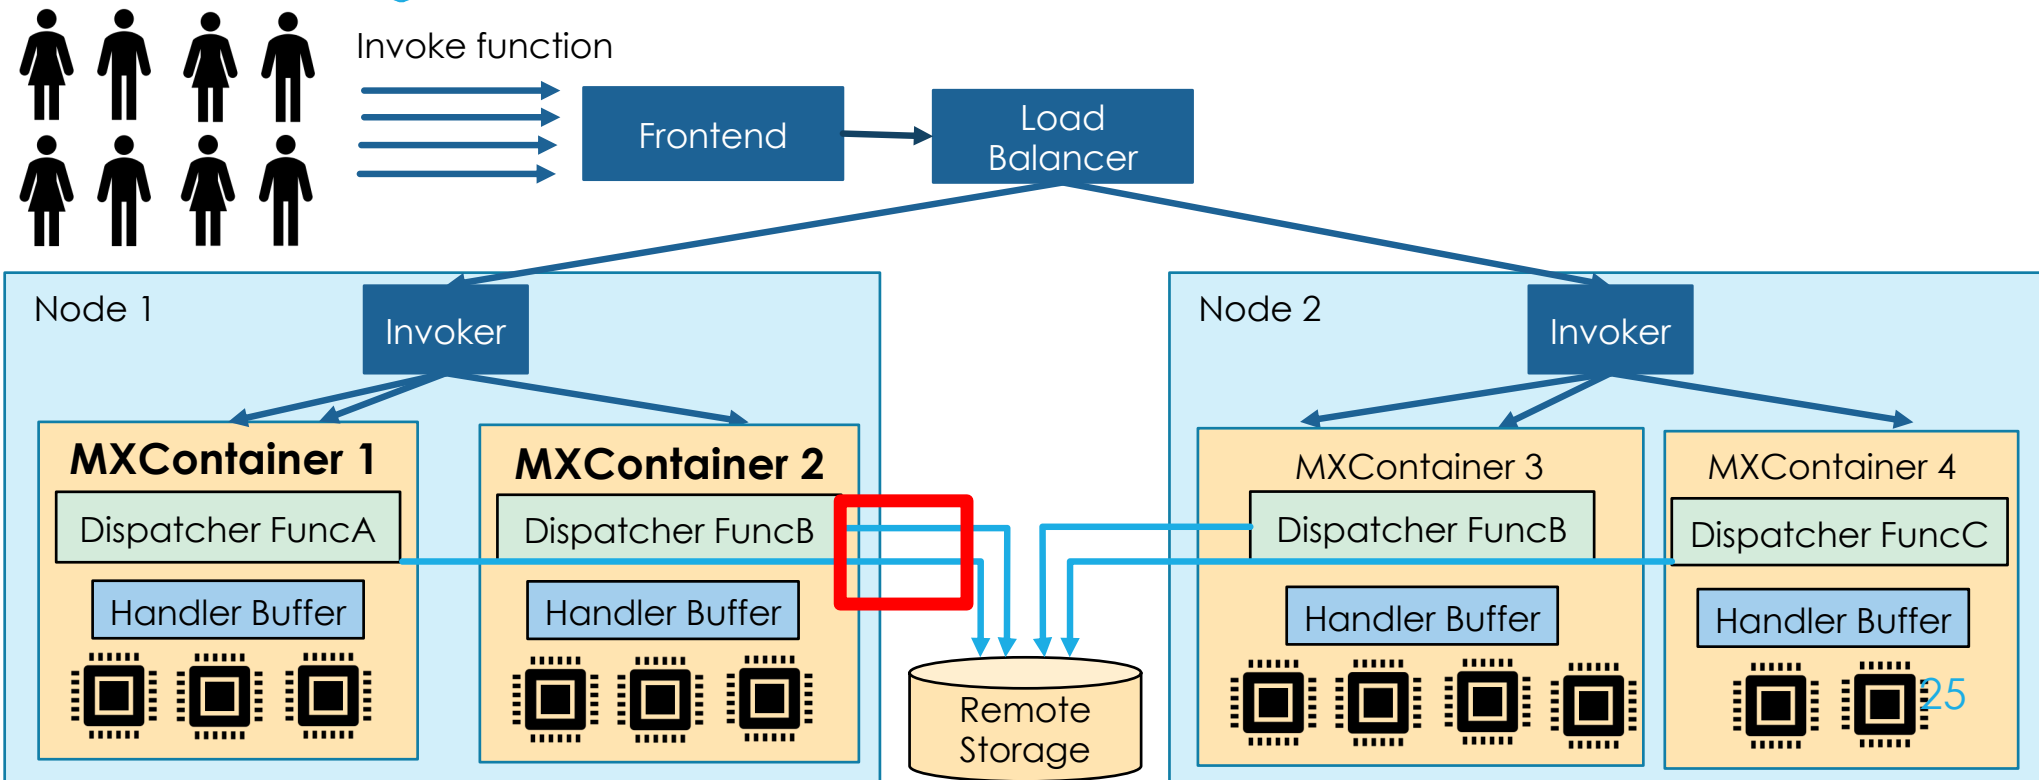 Invoke function
Frontend
Load
Balancer
Node 1
Invoker
Node 2
Invoker
MXContainer 1
Dispatcher FuncA
Handler Buffer
MXContainer 2
Dispatcher FuncB
Handler Buffer
Remote
Storage
MXContainer 3
Dispatcher FuncB
Handler Buffer
MXContainer 4
Dispatcher FuncC
Handler Buffer
25